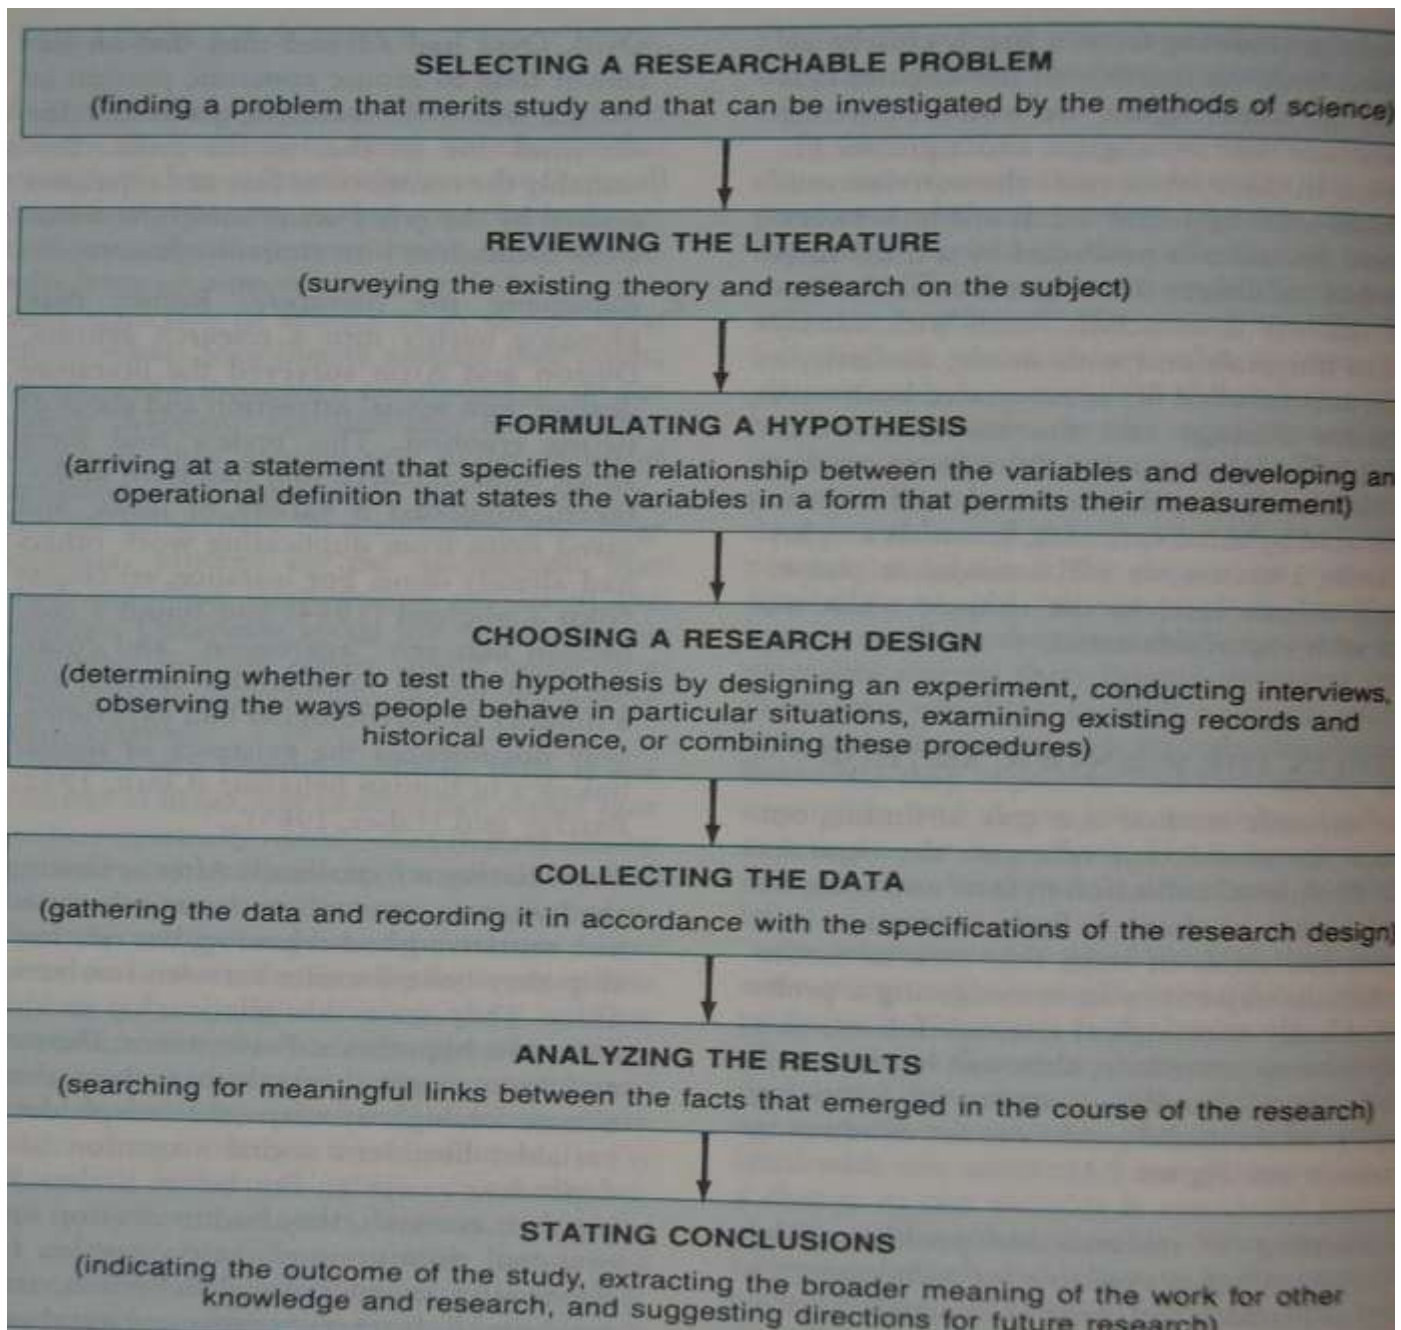 SELECTING A RESEARCHABLE PROBLEM
(finding a problem that merits study and that can be investigated by the methods of science)
REVIEWING THE LITERATURE
(surveying the existing theory and research on the subject)
FORMULATING A HYPOTHESIS
(arriving at a statement that specifies the relationship between the variables and developing an
operational definition that states the variables in a form that permits their measurement)
CHOOSING A RESEARCH DESIGN
(determining whether to test the hypothesis by designing an experiment, conducting interviews,
observing the ways people behave in particular situations, examining existing records and
historical evidence, or combining these procedures)
COLLECTING THE DATA
(gathering the data and recording it in accordance with the specifications of the research design)
ANALYZING THE RESULTS
(searching for meaningful links between the facts that emerged in the course of the research)
STATING CONCLUSIONS
(indicating the outcome of the study, extracting the broader meaning of the work for other
knowledge and research, and suggesting directions for future research)